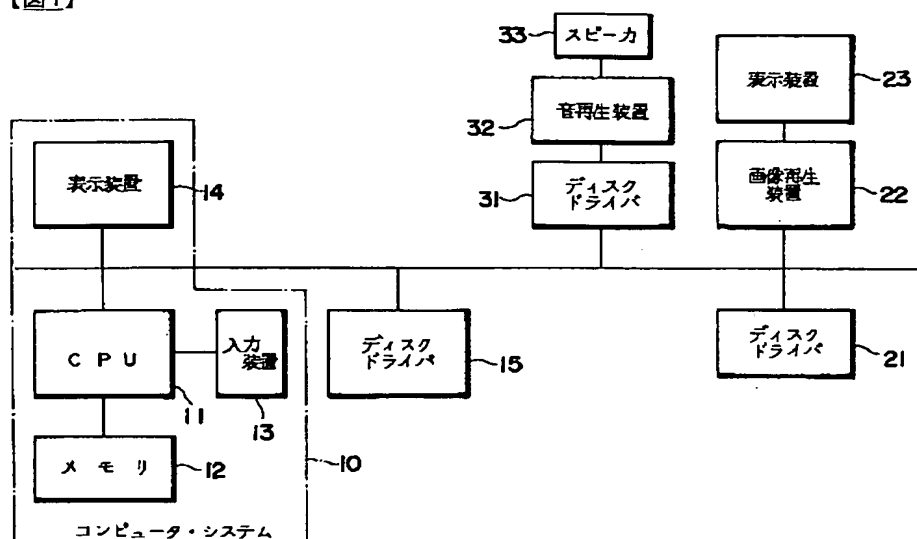 【図1】
33
スピーカ
表示装置
23
32
音再生装置
表示装置
14
31
ディスク
ドライバ
画像再生
装置
22
CPU
11
入力
装置
13
ディスク
ドライバ
15
ディスク
ドライバ
21
メモリ
12
10
コンピュータ・システム